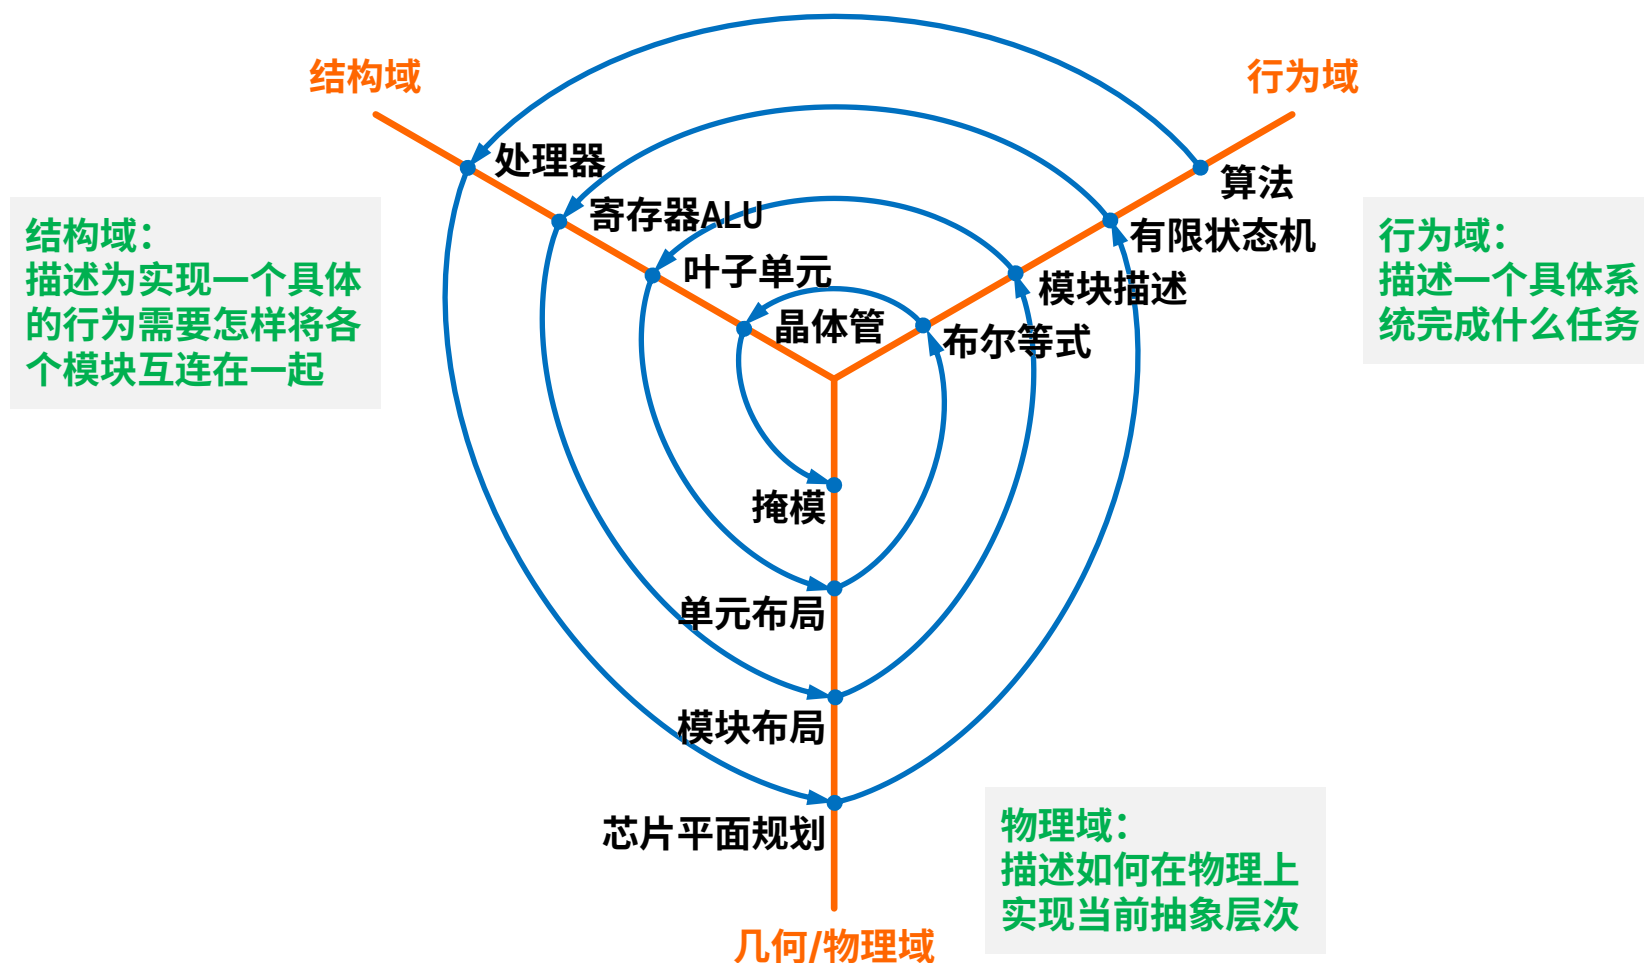 结构域
行为域
处理器
算法
寄存器ALU
有限状态机
叶子单元
模块描述
晶体管
布尔等式
结构域：
描述为实现一个具体
的行为需要怎样将各
个模块互连在一起
行为域：
描述一个具体系
统完成什么任务
掩模
单元布局
模块布局
芯片平面规划
物理域：
描述如何在物理上
实现当前抽象层次
几何/物理域